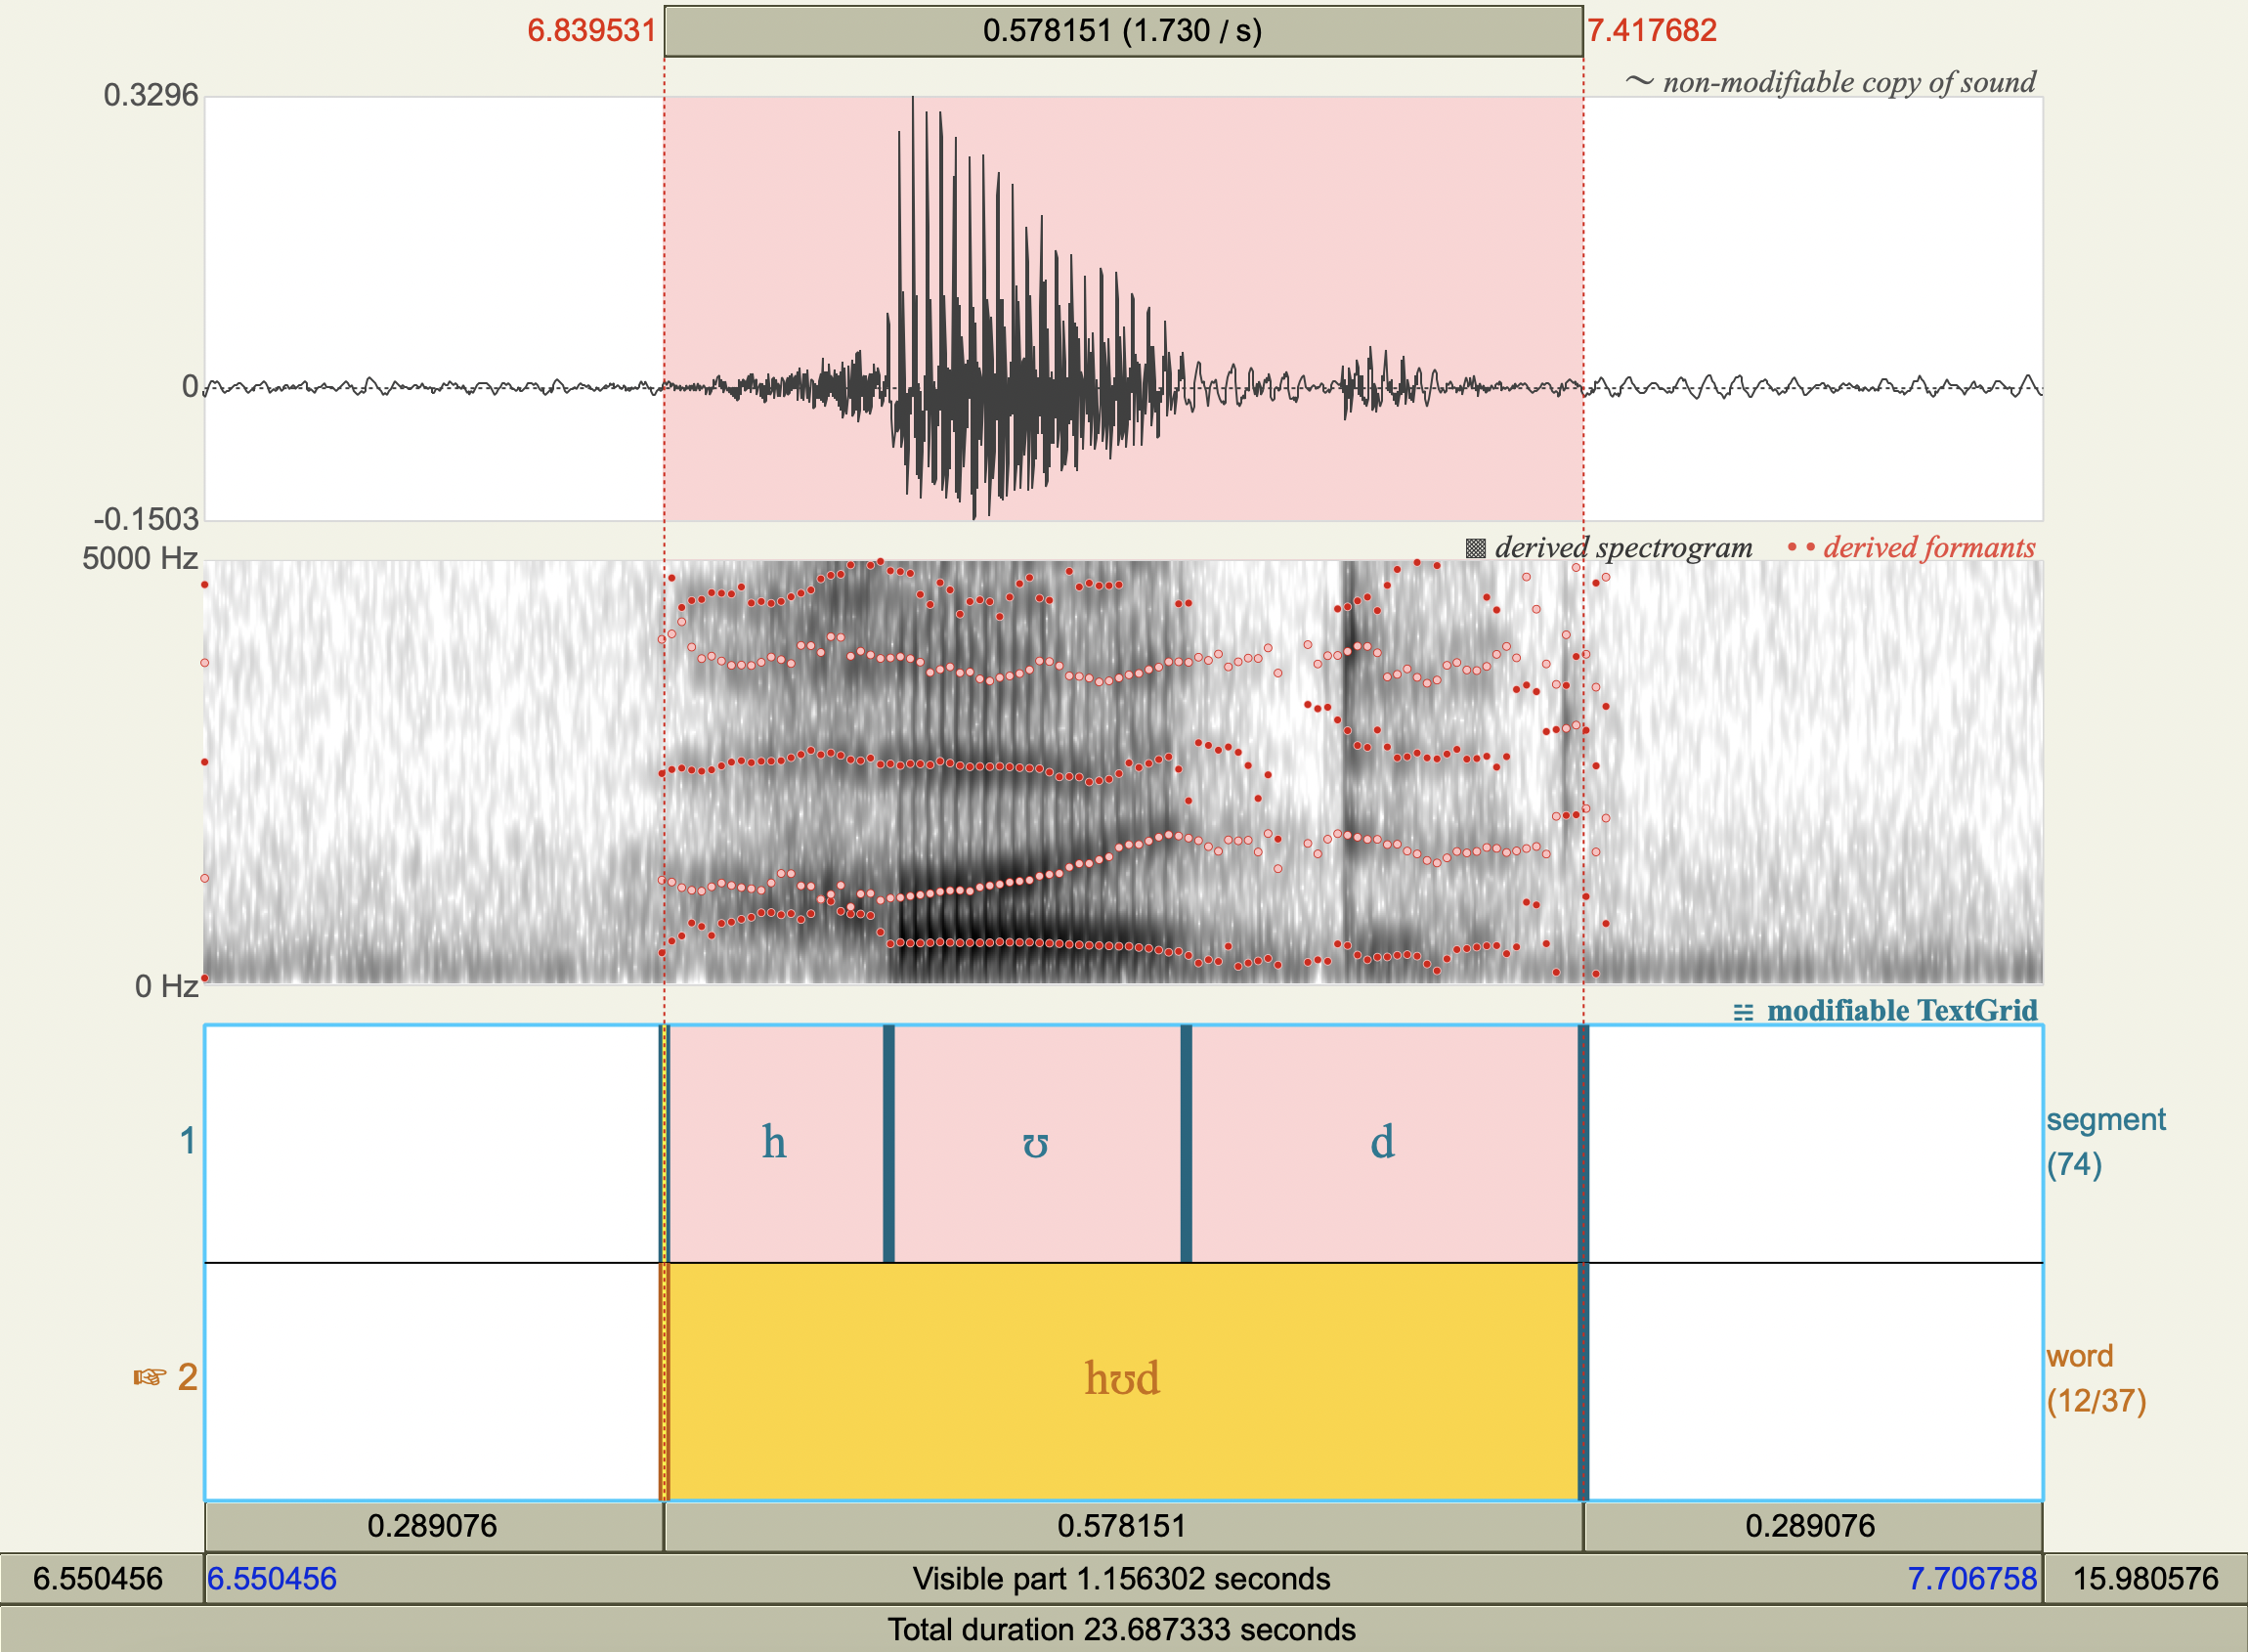 6.839531 0.578151 (1.730 / s) 7.417682
0.3296 ～ non-modifiable copy of sound
0
-0.1503
5000 Hz derived spectrogram •• derived formants
0 Hz
☵ modifiable TextGrid
1 h ʊ d segment
(74)
☞ 2 hʊd word
(12/37)
0.289076 0.578151 0.289076
6.550456 6.550456 Visible part 1.156302 seconds 7.706758 15.980576
Total duration 23.687333 seconds